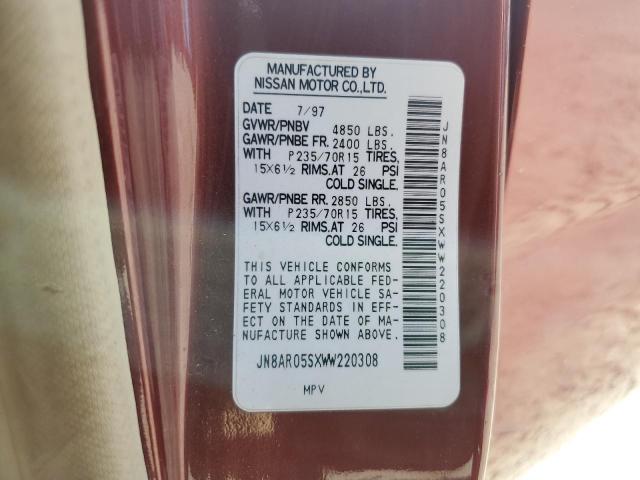 MANUFACTURED BY
NISSAN MOTOR CO.,LTD.
DATE 7/97
GVWR/PNBV 4850 LBS.
GAWR/PNBE FR. 2400 LBS.
WITH P235/70R15 TIRES,
15X6½ RIMS, AT 26 PSI
COLD SINGLE.
GAWR/PNBE RR. 2850 LBS.
WITH P235/70R15 TIRES,
15X6½ RIMS, AT 26 PSI
COLD SINGLE.
THIS VEHICLE CONFORMS
TO ALL APPLICABLE FED-
ERAL MOTOR VEHICLE SA-
FETY STANDARDS IN EFF-
ECT ON THE DATE OF MA-
NUFACTURE SHOWN ABOVE.
JN8AR05SXWW220308
MPV
JN8AR05SXWW220308